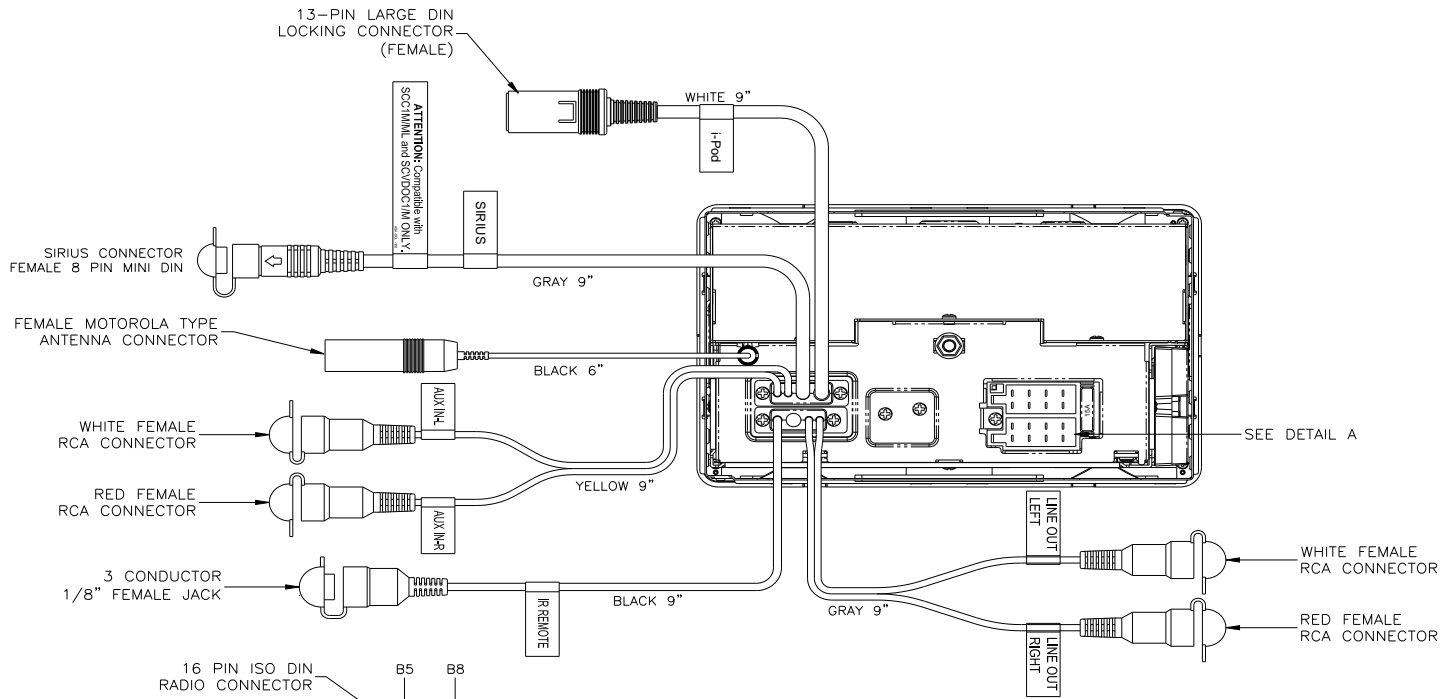 13-PIN LARGE DIN
LOCKING CONNECTOR
(FEMALE)
WHITE 9"
i-Pod
ATTENTION: Compatible with
SCC1M/ML and SCVDOC1/M ONLY.
SIRIUS
SIRIUS CONNECTOR
FEMALE 8 PIN MINI DIN
GRAY 9"
FEMALE MOTOROLA TYPE
ANTENNA CONNECTOR
BLACK 6"
AUX IN-L
WHITE FEMALE
RCA CONNECTOR
15A
SEE DETAIL A
RED FEMALE
RCA CONNECTOR
YELLOW 9"
AUX IN-R
LINE OUT
LEFT
WHITE FEMALE
RCA CONNECTOR
3 CONDUCTOR
1/8" FEMALE JACK
BLACK 9"
IR REMOTE
GRAY 9"
RED FEMALE
RCA CONNECTOR
LINE OUT
RIGHT
16 PIN ISO DIN
RADIO CONNECTOR
B5
B8